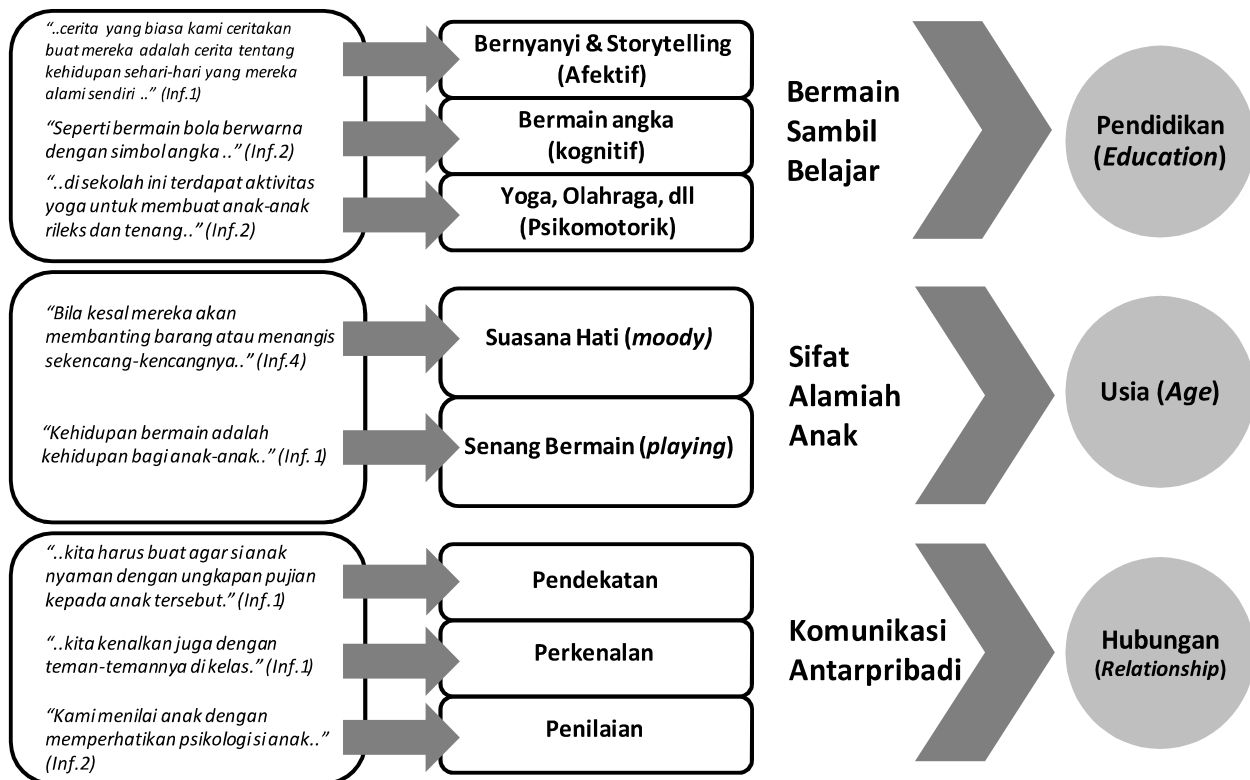 “..cerita yang biasa kami ceritakan
buat mereka adalah cerita tentang
kehidupan sehari-hari yang mereka
alami sendiri ..” (Inf.1)
“Seperti bermain bola berwarna
dengan simbol angka ..” (Inf.2)
“..di sekolah ini terdapat aktivitas
yoga untuk membuat anak-anak
rileks dan tenang..” (Inf.2)
Bernyanyi & Storytelling
(Afektif)
Bermain angka
(kognitif)
Yoga, Olahraga, dll
(Psikomotorik)
Bermain
Sambil
Belajar
Pendidikan
(Education)
“Bila kesal mereka akan
membanting barang atau menangis
sekencang-kencangnya..” (Inf.4)
“Kehidupan bermain adalah
kehidupan bagi anak-anak..” (Inf. 1)
Suasana Hati (moody)
Senang Bermain (playing)
Sifat
Alamiah
Anak
Usia (Age)
“..kita harus buat agar si anak
nyaman dengan ungkapan pujian
kepada anak tersebut.” (Inf.1)
“..kita kenalkan juga dengan
teman-temannya di kelas.” (Inf.1)
“Kami menilai anak dengan
memperhatikan psikologi si anak..”
(Inf.2)
Pendekatan
Perkenalan
Penilaian
Komunikasi
Antarpribadi
Hubungan
(Relationship)